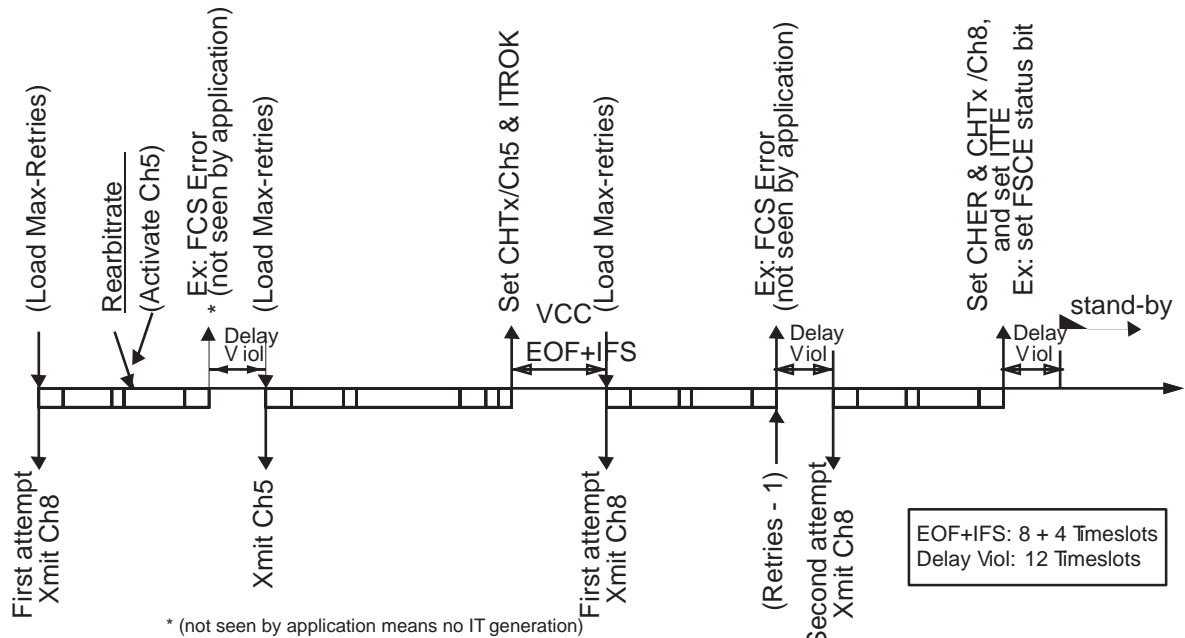 (Load Max-Retries)
Rearbitrate
(Activate Ch5)
Ex: FCS Error
* (not seen by application)
(Load Max-retries)
Set CHTx/Ch5 & ITROK
(Load Max-retries)
Ex: FCS Error
(not seen by application)
Set CHER & CHTx /Ch8,
and set ITTE
Ex: set FSCE status bit
stand-by
Delay
Viol
VCC
EOF+IFS
Delay
Viol
Delay
Viol
First attempt
Xmit Ch8
Xmit Ch5
First attempt
Xmit Ch8
(Retries - 1)
Second attempt
Xmit Ch8
EOF+IFS: 8 + 4 Timeslots
Delay Viol: 12 Timeslots
* (not seen by application means no IT generation)